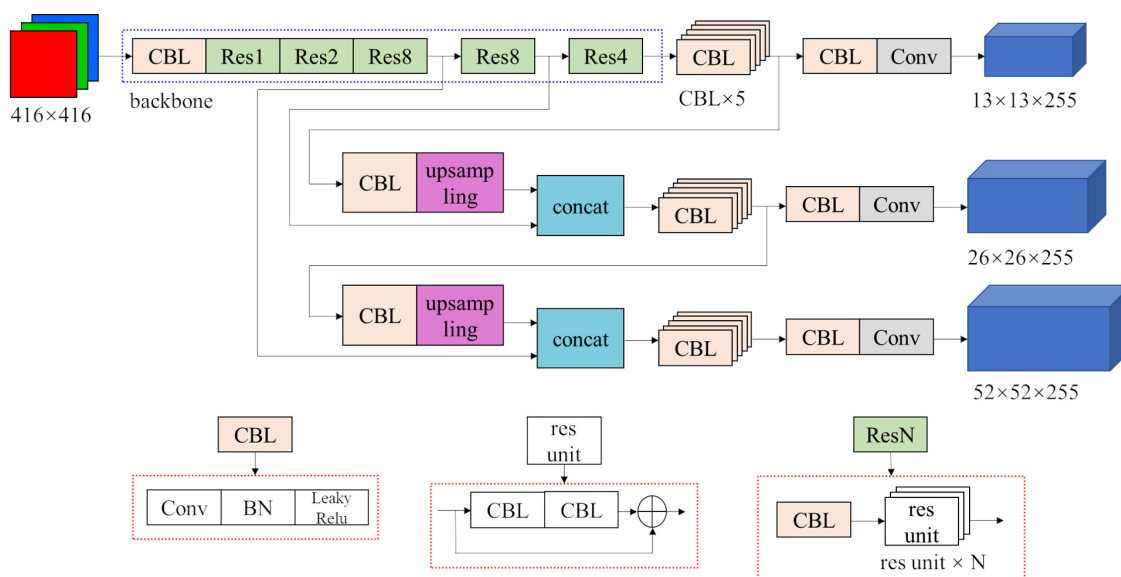 CBL Res1 Res2 Res8 Res8 Res4 CBL CBL Conv
416×416 backbone CBL×5 13×13×255
CBL upsamp
ling concat CBL CBL Conv
26×26×255
CBL upsamp
ling concat CBL CBL Conv
52×52×255
CBL
Conv BN Leaky
Relu
res
unit
CBL CBL
ResN
CBL res
unit
res unit × N